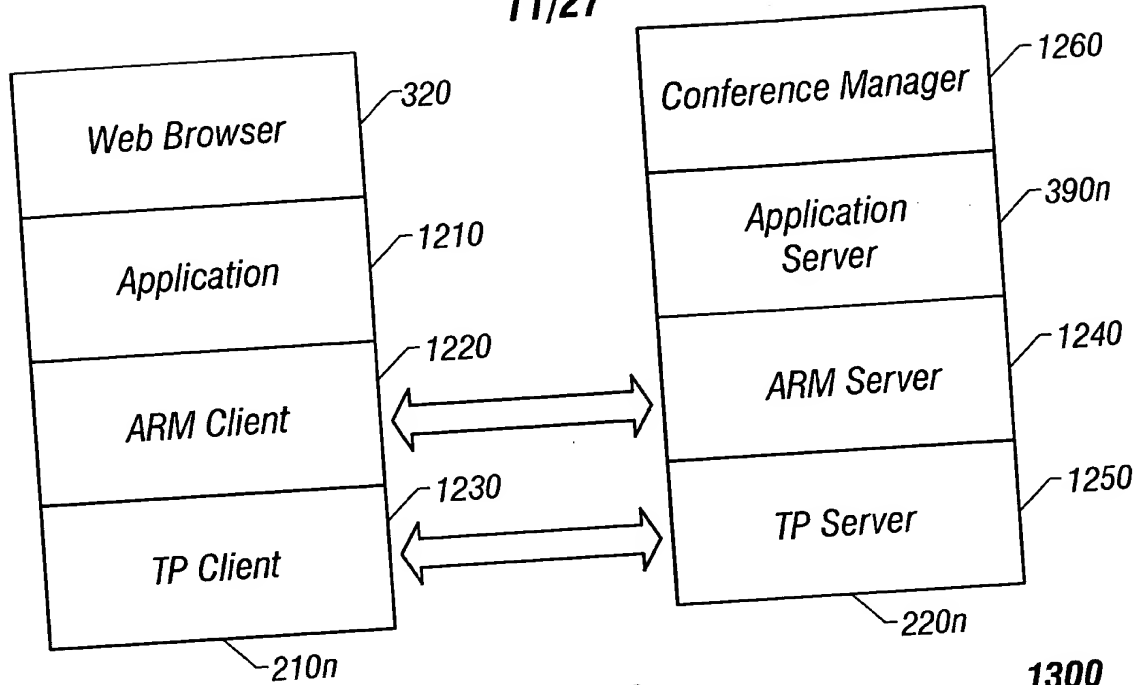 11/27
Web Browser
320
Application
1210
ARM Client
1220
TP Client
1230
210n
Conference Manager
1260
Application
Server
390n
ARM Server
1240
TP Server
1250
220n
1300